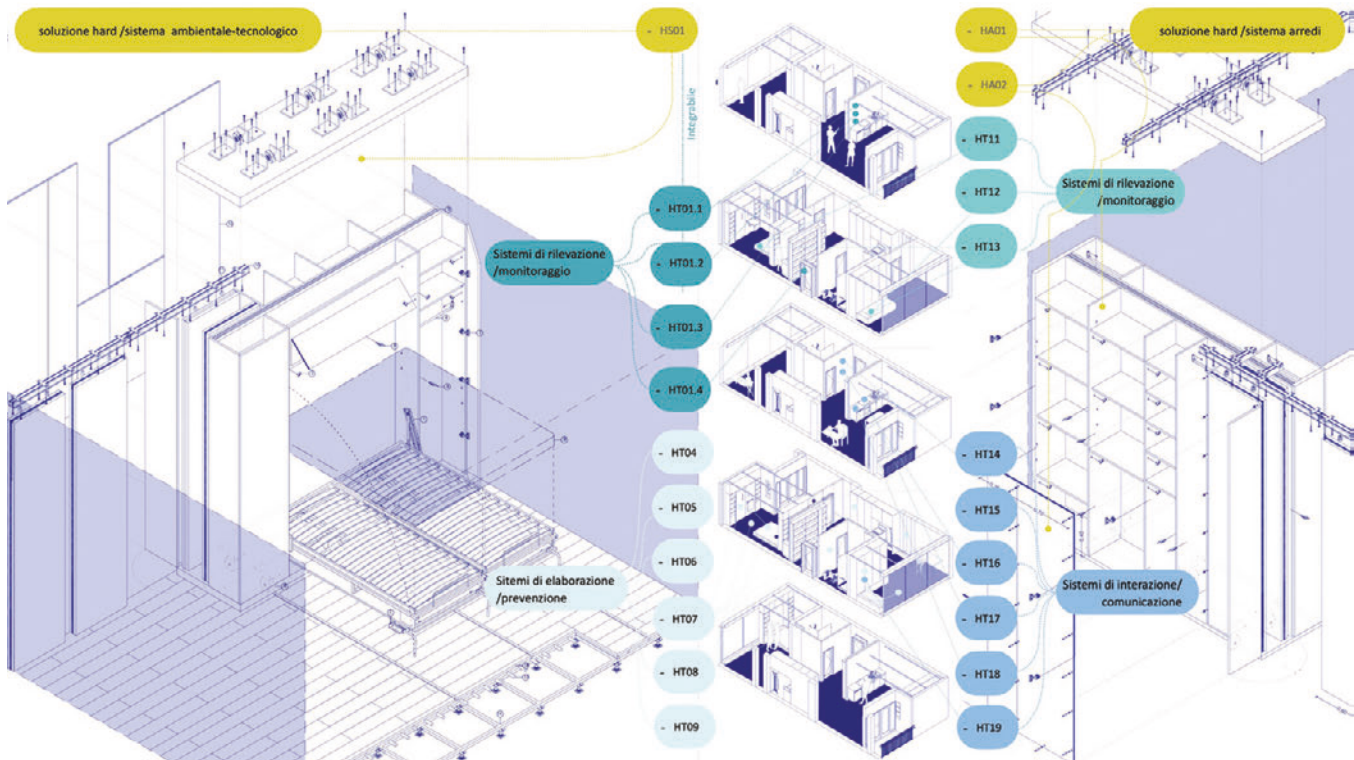 soluzione hard /sistema ambientale-tecnologico
- HS01
Integrabile
Sistemi di rilevazione
/monitoraggio
- HT01.1
- HT01.2
- HT01.3
- HT01.4
Sitemi di elaborazione
/prevenzione
- HT04
- HT05
- HT06
- HT07
- HT08
- HT09
soluzione hard /sistema arredi
- HA01
- HA02
- HT11
- HT12
- HT13
Sistemi di rilevazione
/monitoraggio
- HT14
- HT15
- HT16
- HT17
- HT18
- HT19
Sistemi di interazione/
comunicazione